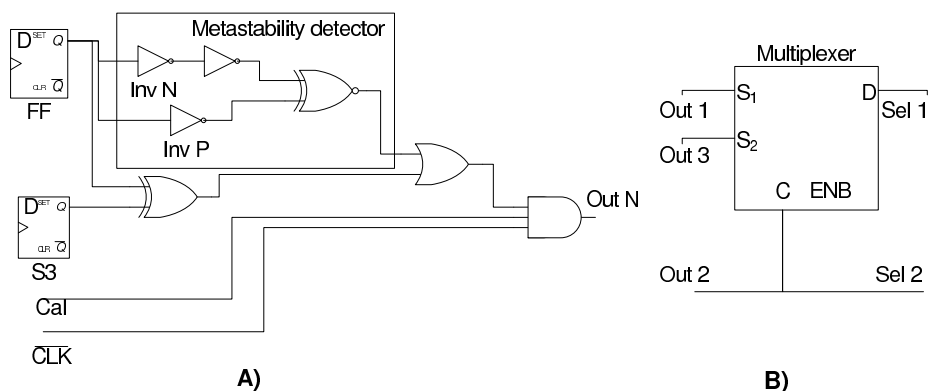 Metastability detector
D SET Q
CLR Q̅
FF
Inv N
Inv P
D SET Q
CLR Q̅
S3
Cal
C̅L̅K̅
Out N
A)
Multiplexer
Out 1 S1 D Sel 1
Out 3 S2
C ENB
Out 2 Sel 2
B)